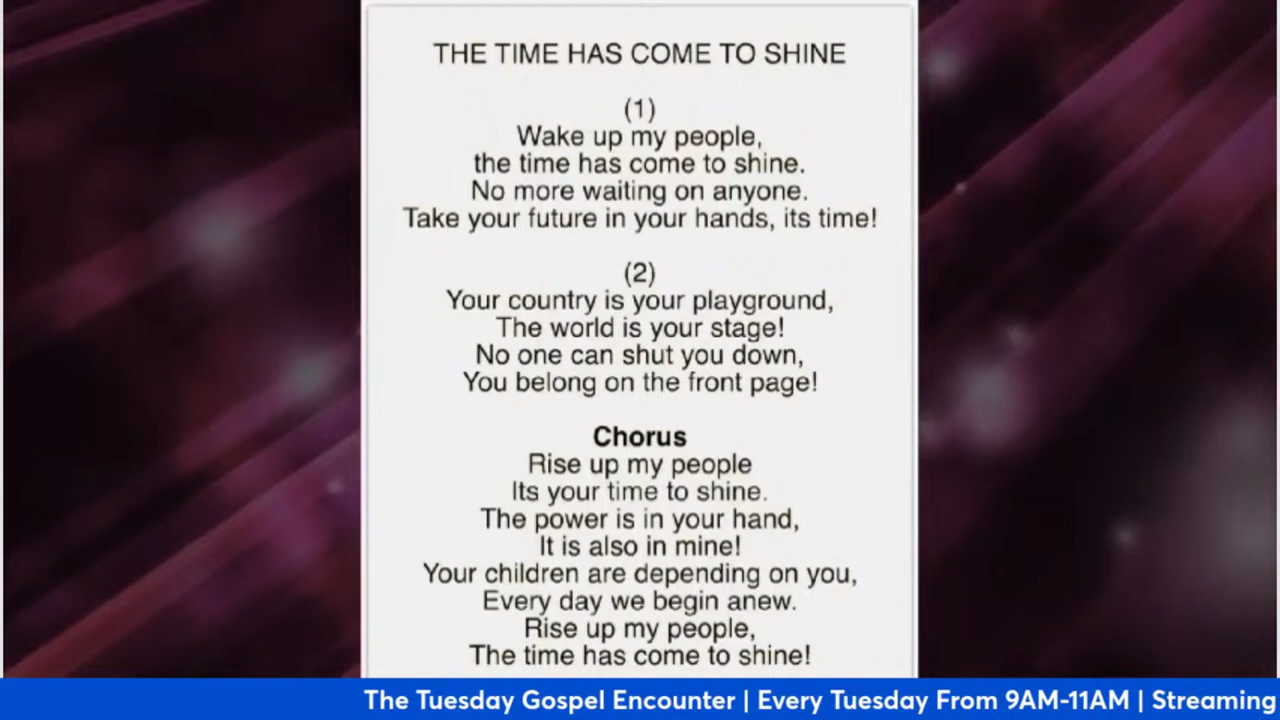 THE TIME HAS COME TO SHINE
(1)
Wake up my people,
the time has come to shine.
No more waiting on anyone.
Take your future in your hands, its time!
(2)
Your country is your playground,
The world is your stage!
No one can shut you down,
You belong on the front page!
Chorus
Rise up my people
Its your time to shine.
The power is in your hand,
It is also in mine!
Your children are depending on you,
Every day we begin anew.
Rise up my people,
The time has come to shine!
The Tuesday Gospel Encounter | Every Tuesday From 9AM-11AM | Streaming